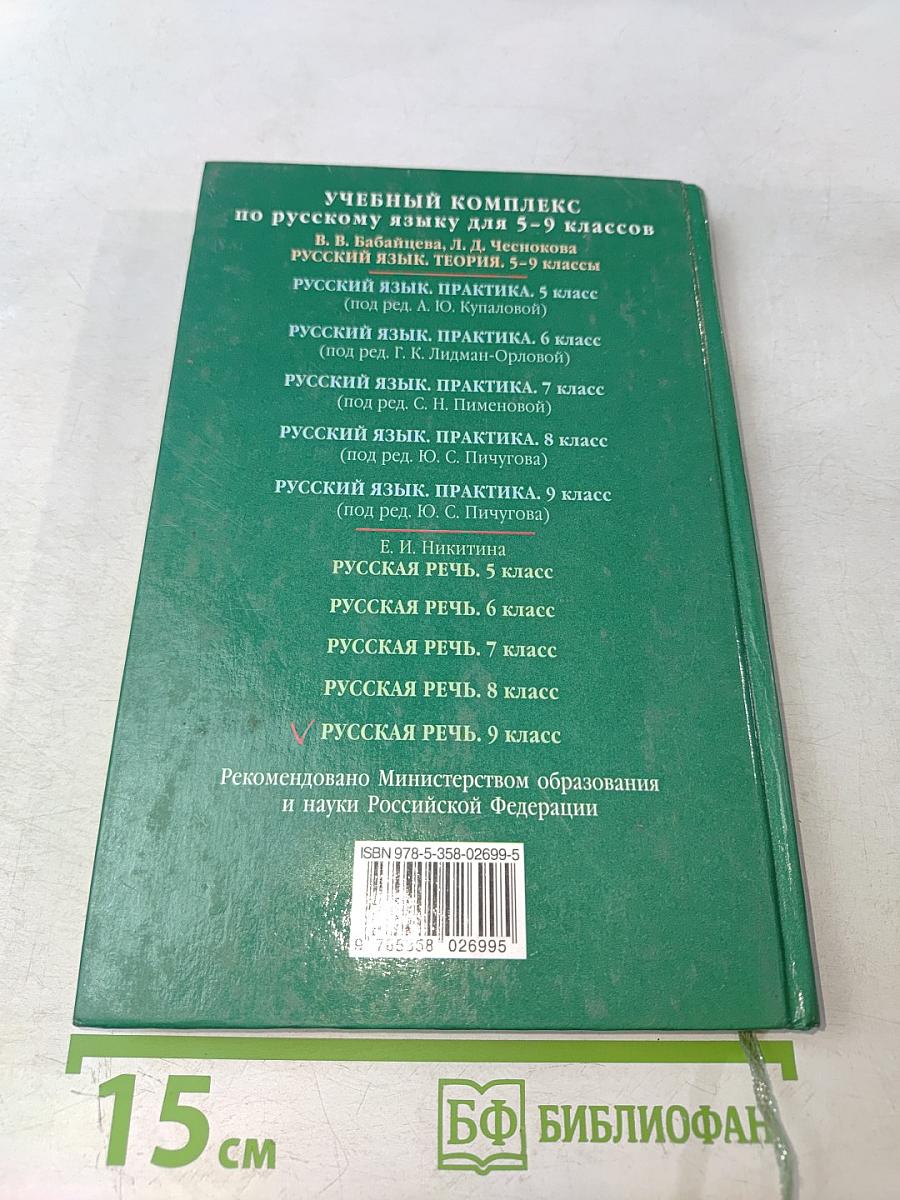 УЧЕБНЫЙ КОМПЛЕКС
по русскому языку для 5–9 классов
В. В. Бабайцева, Л. Д. Чеснокова
РУССКИЙ ЯЗЫК. ТЕОРИЯ. 5–9 классы
РУССКИЙ ЯЗЫК. ПРАКТИКА. 5 класс
(под ред. А. Ю. Купаловой)
РУССКИЙ ЯЗЫК. ПРАКТИКА. 6 класс
(под ред. Г. К. Лидман-Орловой)
РУССКИЙ ЯЗЫК. ПРАКТИКА. 7 класс
(под ред. С. Н. Пименовой)
РУССКИЙ ЯЗЫК. ПРАКТИКА. 8 класс
(под ред. Ю. С. Пичугова)
РУССКИЙ ЯЗЫК. ПРАКТИКА. 9 класс
(под ред. Ю. С. Пичугова)
Е. И. Никитина
РУССКАЯ РЕЧЬ. 5 класс
РУССКАЯ РЕЧЬ. 6 класс
РУССКАЯ РЕЧЬ. 7 класс
РУССКАЯ РЕЧЬ. 8 класс
РУССКАЯ РЕЧЬ. 9 класс
Рекомендовано Министерством образования
и науки Российской Федерации
ISBN 978-5-358-02699-5
9 785358 026995
15 см
БФ БИБЛИОФАН